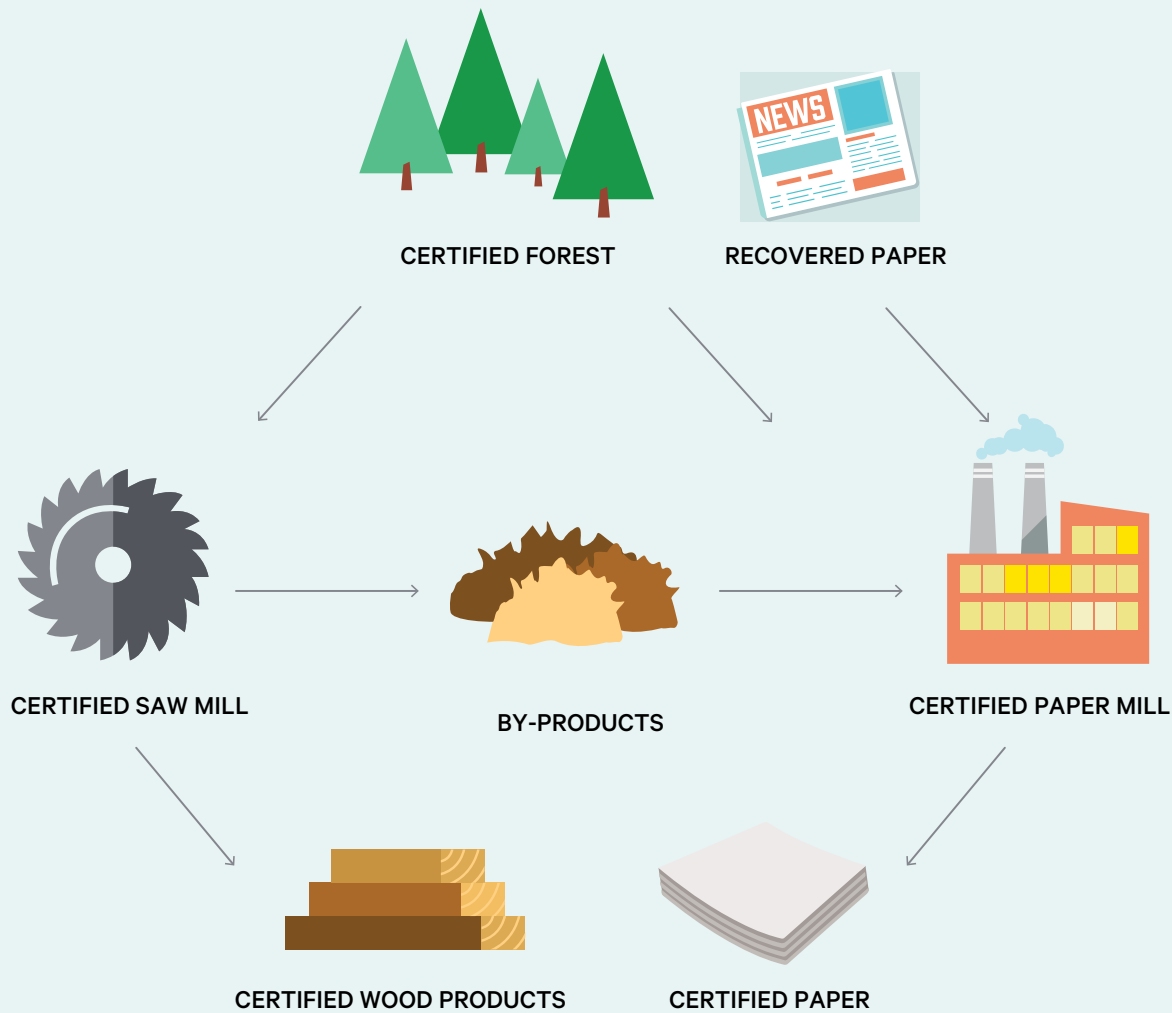 NEWS
CERTIFIED FOREST
RECOVERED PAPER
CERTIFIED SAW MILL
BY-PRODUCTS
CERTIFIED PAPER MILL
CERTIFIED WOOD PRODUCTS
CERTIFIED PAPER